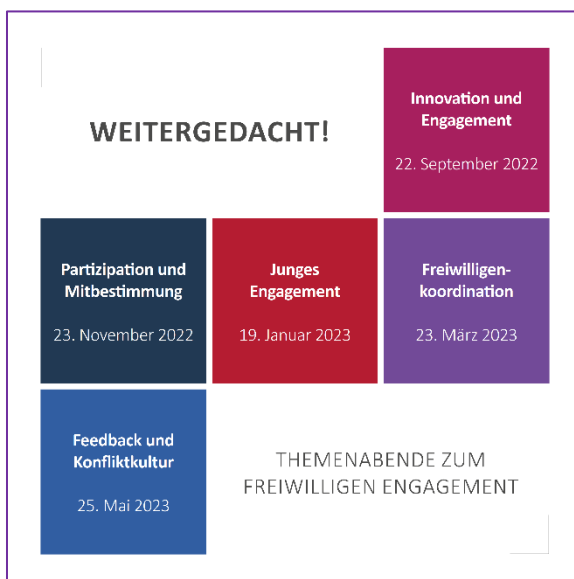 WEITERGEDACHT!
Innovation und
Engagement
22. September 2022
Partizipation und
Mitbestimmung
23. November 2022
Junges
Engagement
19. Januar 2023
Freiwilligen-
koordination
23. März 2023
Feedback und
Konfliktkultur
25. Mai 2023
THEMENABENDE ZUM
FREIWILLIGEN ENGAGEMENT